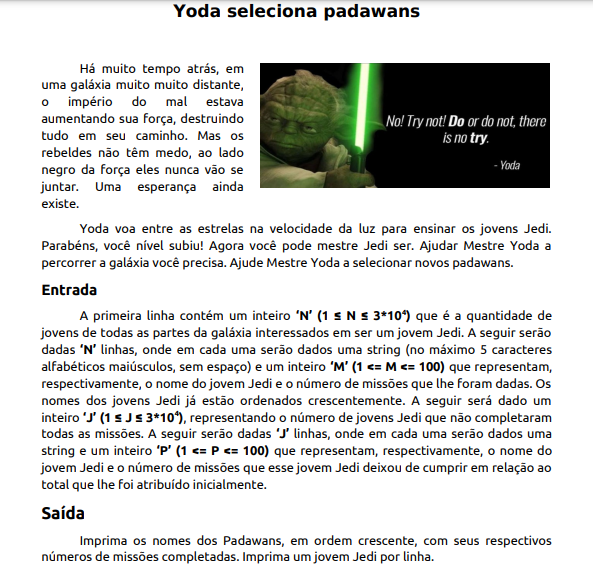 Yoda seleciona padawans
Há muito tempo atrás, em
uma galáxia muito muito distante,
o império do mal estava
aumentando sua força, destruindo
tudo em seu caminho. Mas os
rebeldes não têm medo, ao lado
negro da força eles nunca vão se
juntar. Uma esperança ainda
existe.
No! Try not! Do or do not, there
is no try.
- Yoda
Yoda voa entre as estrelas na velocidade da luz para ensinar os jovens Jedi.
Parabéns, você nível subiu! Agora você pode mestre Jedi ser. Ajudar Mestre Yoda a
percorrer a galáxia você precisa. Ajude Mestre Yoda a selecionar novos padawans.
Entrada
A primeira linha contém um inteiro ‘N’ (1 ≤ N ≤ 3*10⁴) que é a quantidade de
jovens de todas as partes da galáxia interessados em ser um jovem Jedi. A seguir serão
dadas ‘N’ linhas, onde em cada uma serão dados uma string (no máximo 5 caracteres
alfabéticos maiúsculos, sem espaço) e um inteiro ‘M’ (1 <= M <= 100) que representam,
respectivamente, o nome do jovem Jedi e o número de missões que lhe foram dadas. Os
nomes dos jovens Jedi já estão ordenados crescentemente. A seguir será dado um
inteiro ‘J’ (1 ≤ J ≤ 3*10⁴), representando o número de jovens Jedi que não completaram
todas as missões. A seguir serão dadas ‘J’ linhas, onde em cada uma serão dados uma
string e um inteiro ‘P’ (1 <= P <= 100) que representam, respectivamente, o nome do
jovem Jedi e o número de missões que esse jovem Jedi deixou de cumprir em relação ao
total que lhe foi atribuído inicialmente.
Saída
Imprima os nomes dos Padawans, em ordem crescente, com seus respectivos
números de missões completadas. Imprima um jovem Jedi por linha.